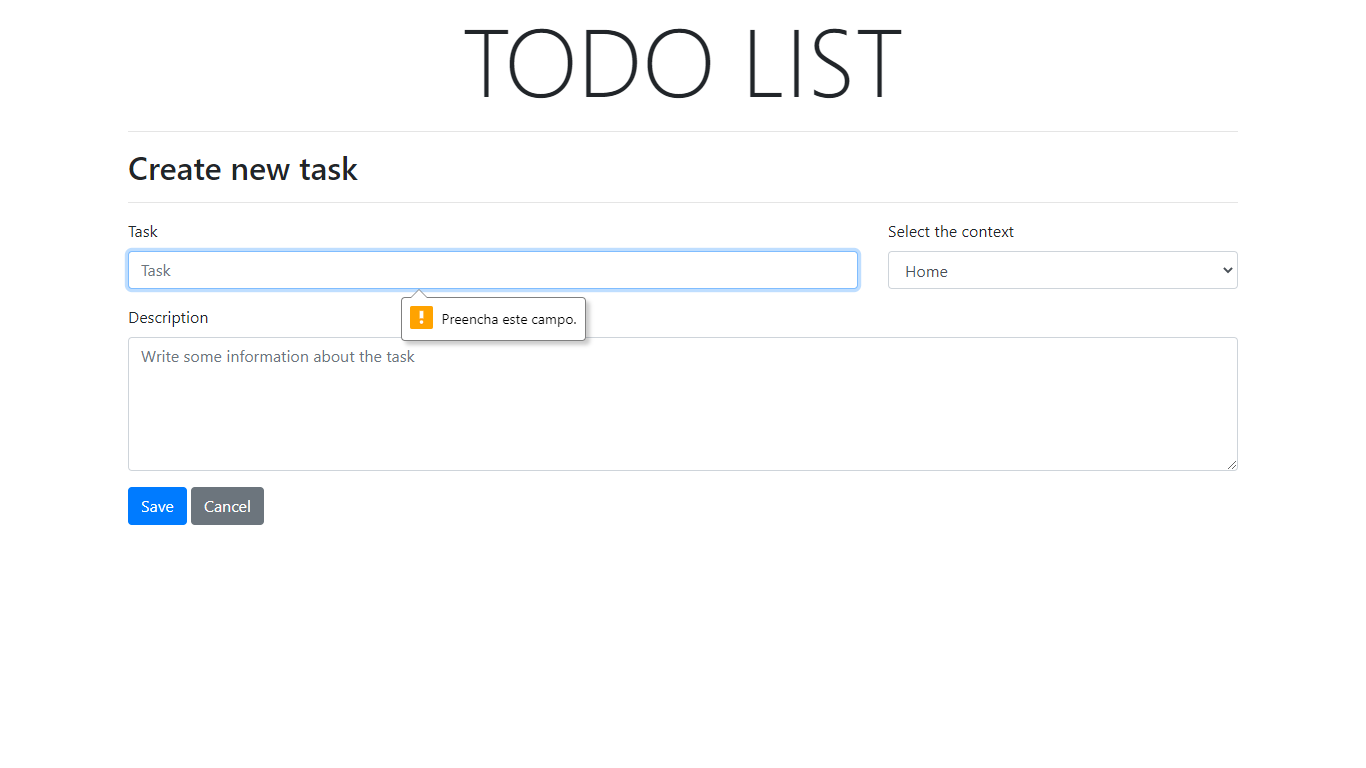 TODO LIST
Create new task
Task
Select the context
Task
Home
Description
Preencha este campo.
Write some information about the task
Save
Cancel